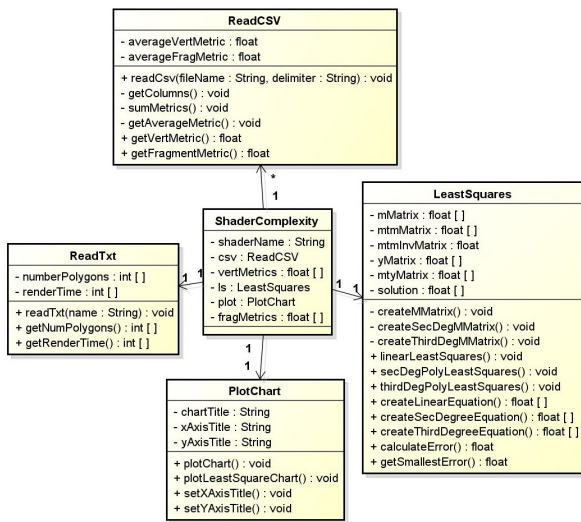 ReadCSV
- averageVertMetric : float
- averageFragMetric : float
+ readCsv(fileName : String, delimiter : String) : void
- getColumns() : void
- sumMetrics() : void
- getAverageMetric() : void
+ getVertMetric() : float
+ getFragmentMetric() : float
*
1
ShaderComplexity
- shaderName : String
- csv : ReadCSV
- vertMetrics : float [ ]
- ls : LeastSquares
- plot : PlotChart
- fragMetrics : float [ ]
ReadTxt
- numberPolygons : int [ ]
- renderTime : int [ ]
+ readTxt(name : String) : void
+ getNumPolygons() : int [ ]
+ getRenderTime() : int [ ]
1
1
1
1
LeastSquares
- mMatrix : float [ ]
- mtmMatrix : float [ ]
- mtmInvMatrix : float
- yMatrix : float [ ]
- mtyMatrix : float [ ]
- solution : float [ ]
- createMMatrix() : void
- createSecDegMMatrix() : void
- createThirdDegMMatrix() : void
+ linearLeastSquares() : void
+ secDegPolyLeastSquares() : void
+ thirdDegPolyLeastSquares() : void
+ createLinearEquation() : float [ ]
+ createSecDegreeEquation() : float [ ]
+ createThirdDegreeEquation() : float [ ]
+ calculateError() : float
+ getSmallestError() : float
1
1
PlotChart
- chartTitle : String
- xAxisTitle : String
- yAxisTitle : String
+ plotChart() : void
+ plotLeastSquareChart() : void
+ setXAxisTitle() : void
+ setYAxisTitle() : void